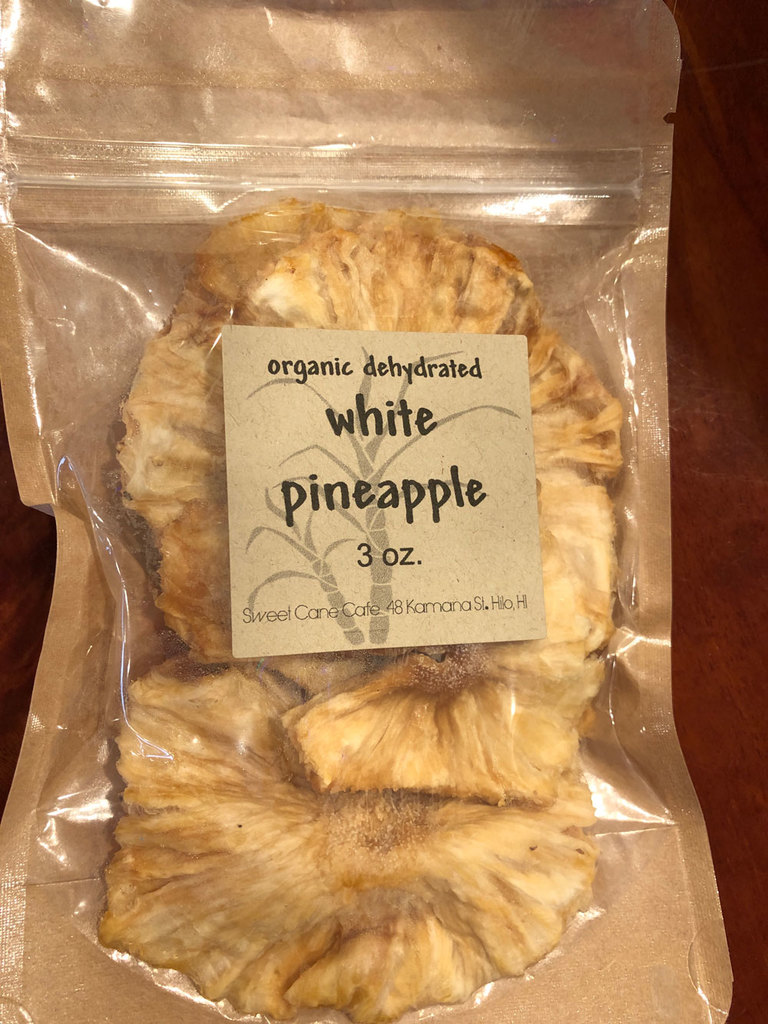 organic dehydrated
white
pineapple
3 oz.
Sweet Cane Cafe 48 Kamana St. Hilo, HI